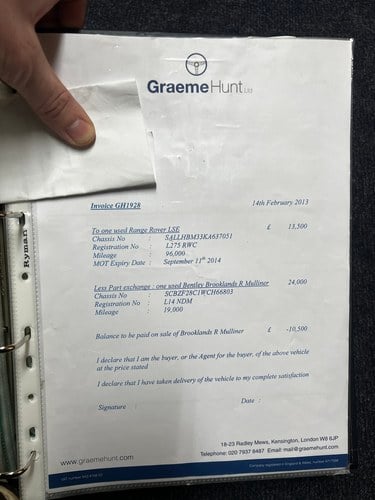 GraemeHunt Ltd
Invoice GH1928 14th February 2013
To one used Range Rover LSE £ 13,500
Chassis No : SALLHBM33KA637051
Registration No : L275 RWC
Mileage : 96,000
MOT Expiry Date : September 11th 2014
Less Part exchange : one used Bentley Brooklands R Mulliner 24,000
Chassis No : SCBZF28C1WCH66803
Registration No : L14 NDM
Mileage : 19,000
Balance to be paid on sale of Brooklands R Mulliner £ -10,500
I declare that I am the buyer, or the Agent for the buyer, of the above vehicle
at the price stated
I declare that I have taken delivery of the vehicle to my complete satisfaction
Signature : Date :
18-23 Radley Mews, Kensington, London W8 6JP
www.graemehunt.com Telephone: 020 7937 8487 Email: mail@graemehunt.com
Ryman